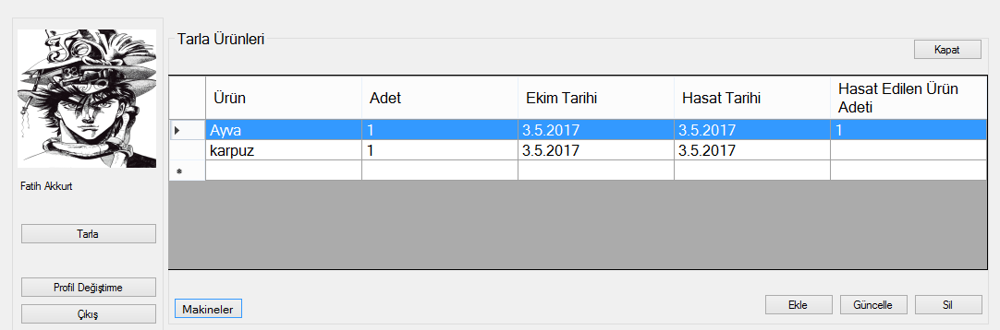 Fatih Akkurt
Tarla
Profil Değiştirme
Çıkış
Tarla Ürünleri
Kapat
Ürün Adet Ekim Tarihi Hasat Tarihi Hasat Edilen Ürün
Adeti
Ayva 1 3.5.2017 3.5.2017 1
karpuz 1 3.5.2017 3.5.2017
Makineler Ekle Güncelle Sil